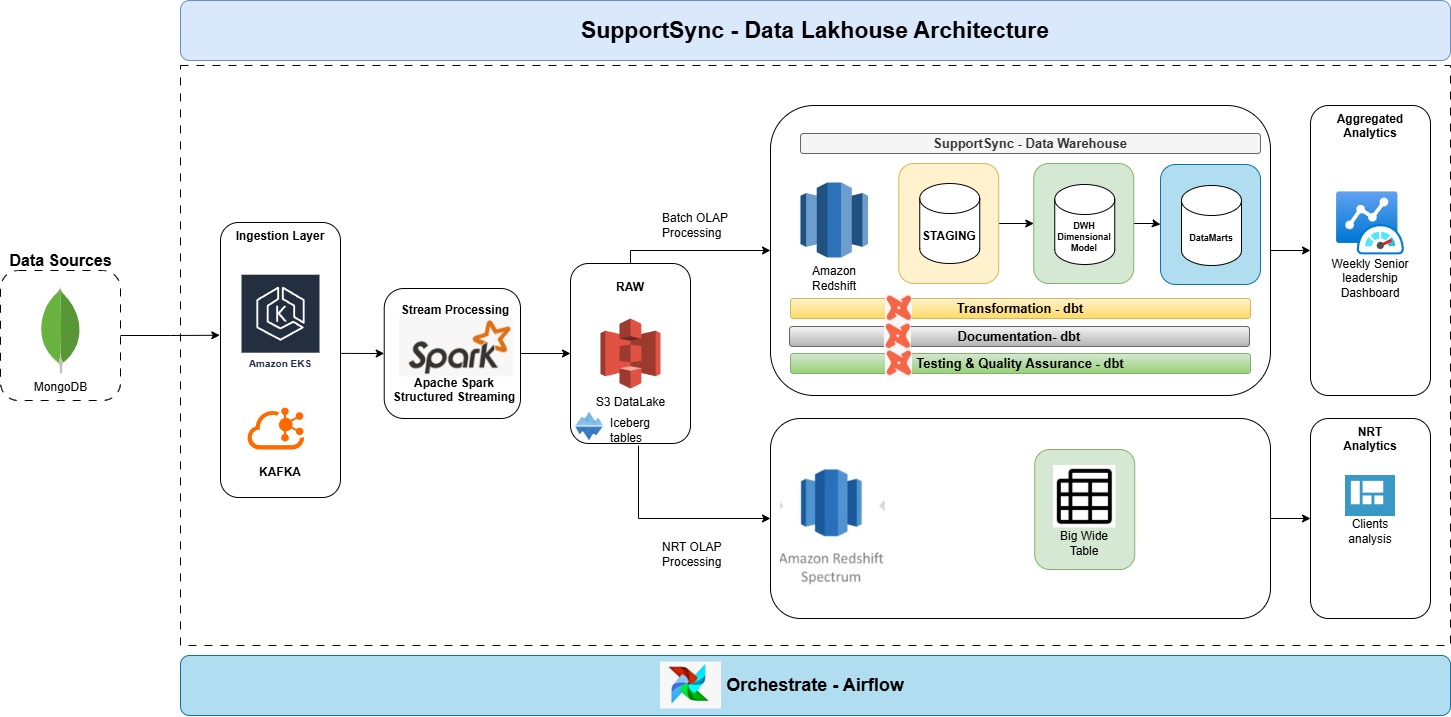 SupportSync - Data Lakhouse Architecture
Data Sources
MongoDB
Ingestion Layer
Amazon EKS
KAFKA
Stream Processing
Spark
Apache Spark
Structured Streaming
RAW
S3 DataLake
Iceberg
tables
Batch OLAP
Processing
NRT OLAP
Processing
SupportSync - Data Warehouse
Amazon
Redshift
STAGING
DWH
Dimensional
Model
DataMarts
Transformation - dbt
Documentation- dbt
Testing & Quality Assurance - dbt
Aggregated
Analytics
Weekly Senior
leadership
Dashboard
Amazon Redshift
Spectrum
Big Wide
Table
NRT
Analytics
Clients
analysis
Orchestrate - Airflow